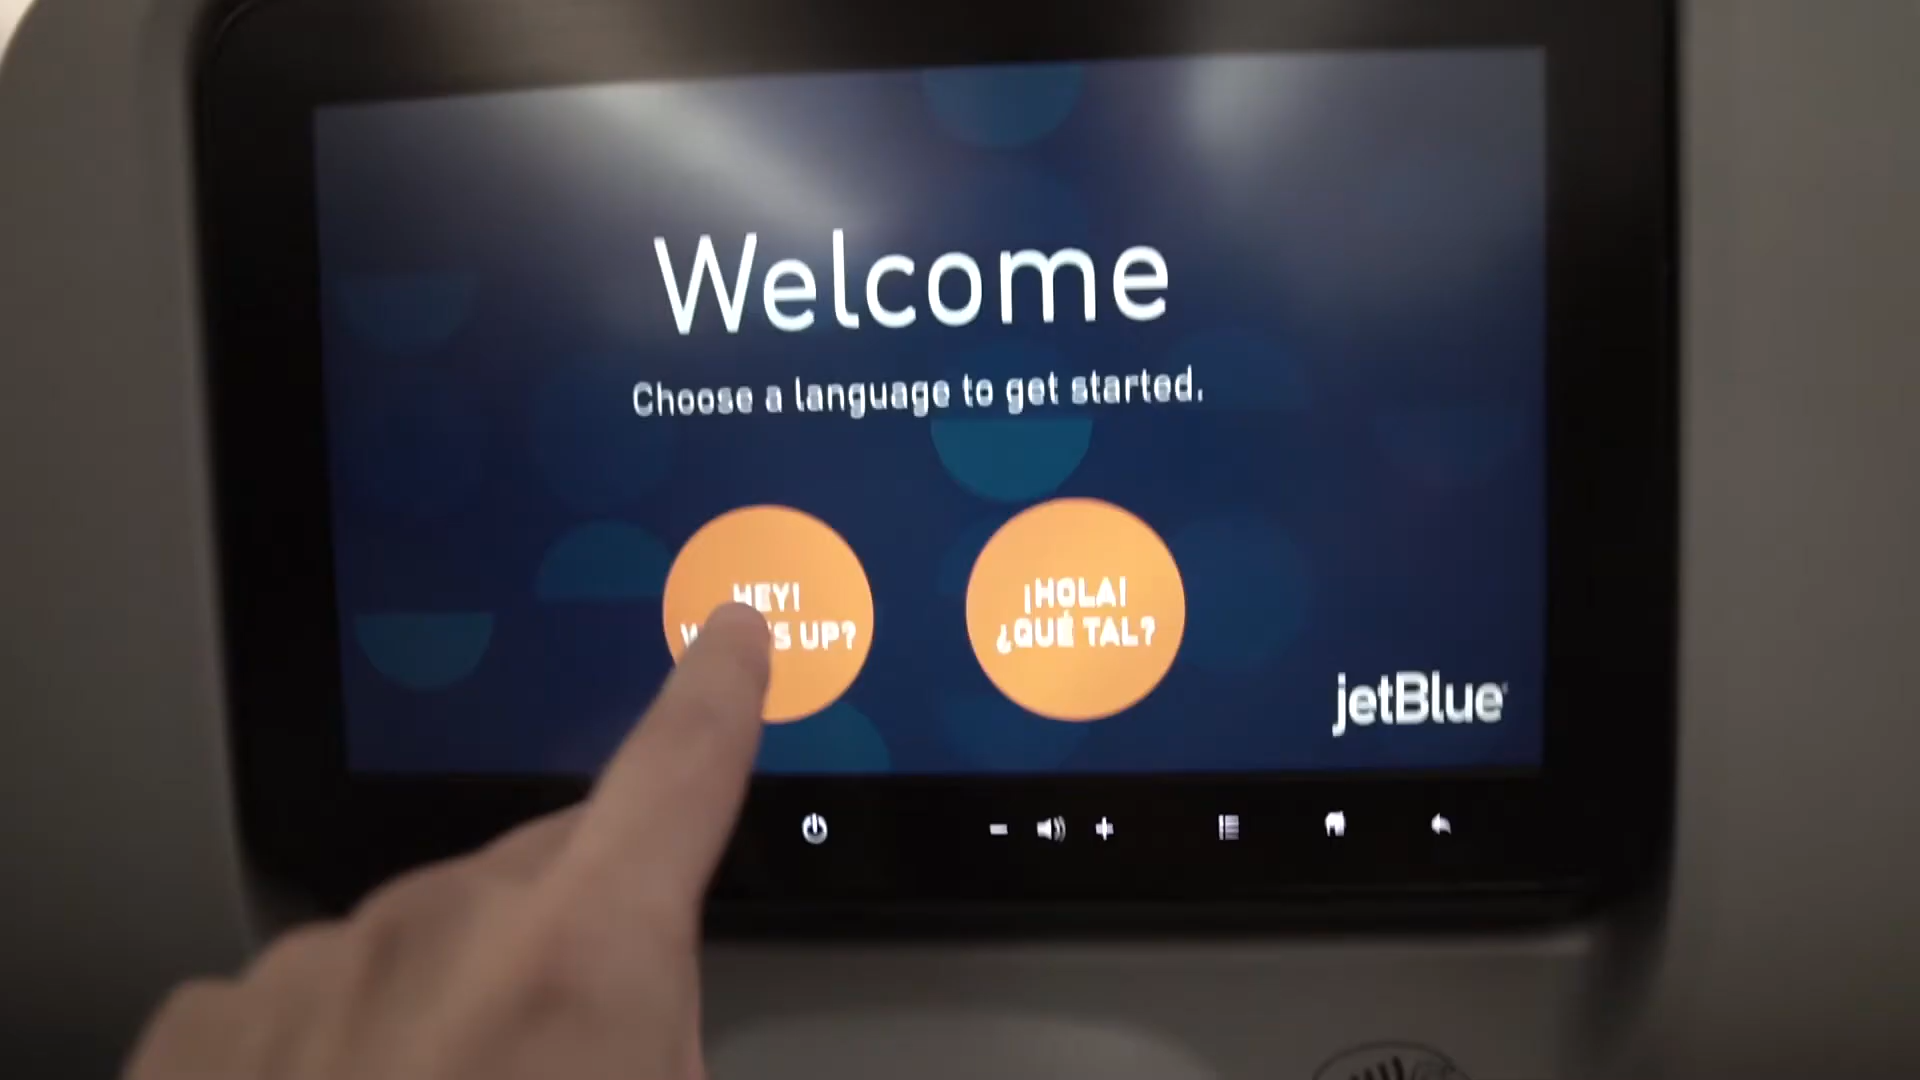 Welcome
Choose a language to get started.
HEY!
UP?
¡HOLA!
¿QUÉ TAL?
jetBlue